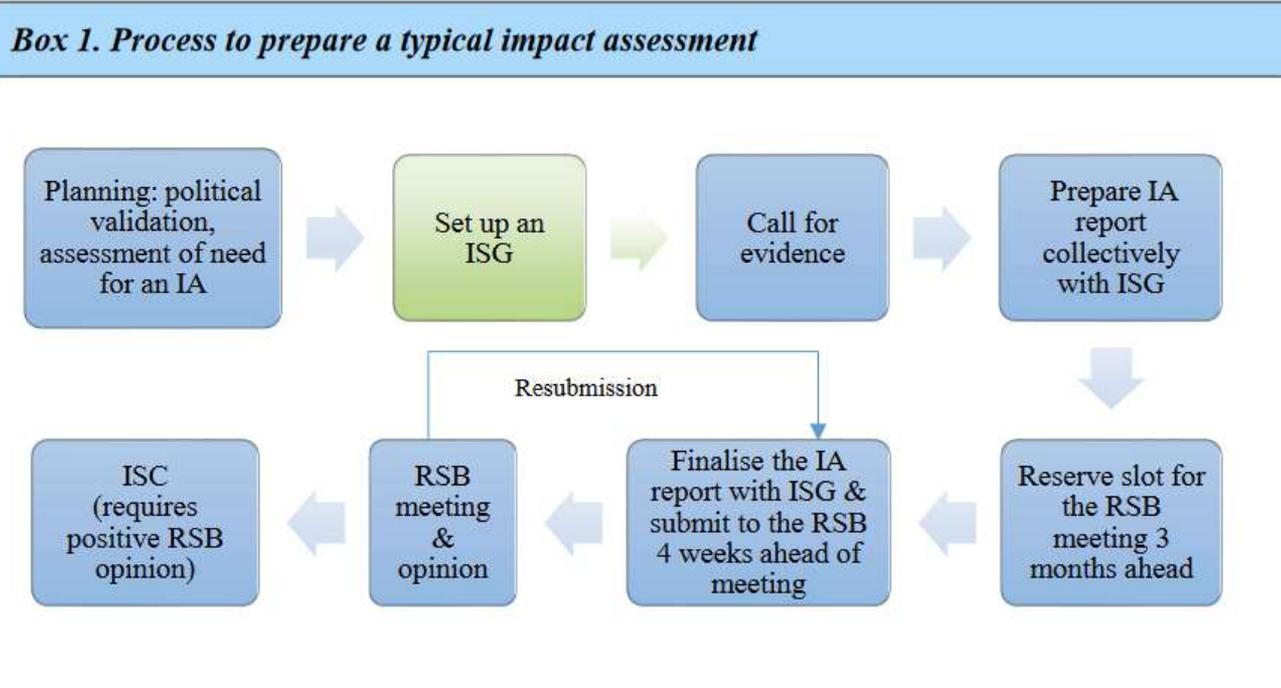 Box 1. Process to prepare a typical impact assessment
Planning: political
validation,
assessment of need
for an IA
Set up an
ISG
Call for
evidence
Prepare IA
report
collectively
with ISG
Reserve slot for
the RSB
meeting 3
months ahead
Finalise the IA
report with ISG &
submit to the RSB
4 weeks ahead of
meeting
Resubmission
RSB
meeting
&
opinion
ISC
(requires
positive RSB
opinion)